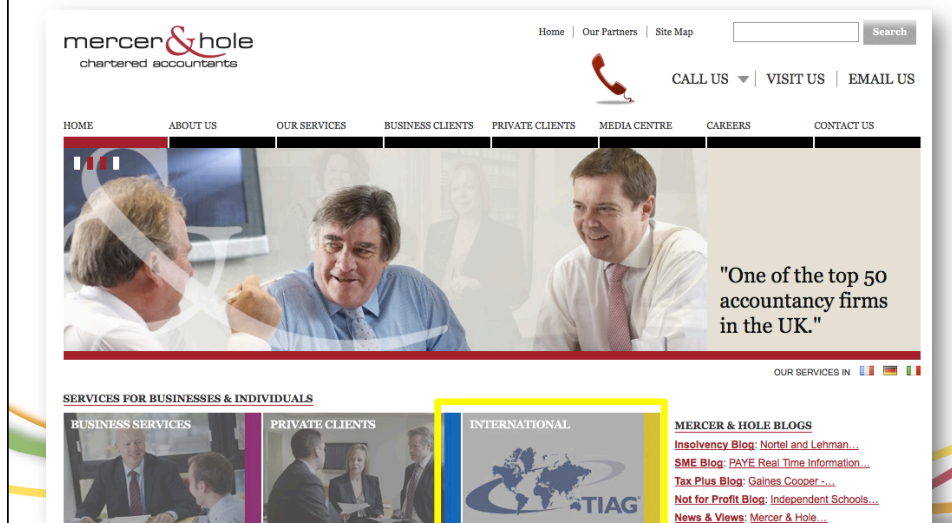 Home | Our Partners | Site Map
Search
mercer & hole
chartered accountants
CALL US | VISIT US | EMAIL US
HOME ABOUT US OUR SERVICES BUSINESS CLIENTS PRIVATE CLIENTS MEDIA CENTRE CAREERS CONTACT US
"One of the top 50
accountancy firms
in the UK."
OUR SERVICES IN
SERVICES FOR BUSINESSES & INDIVIDUALS
BUSINESS SERVICES
PRIVATE CLIENTS
INTERNATIONAL
TIAG
MERCER & HOLE BLOGS
Insolvency Blog: Nortel and Lehman...
SME Blog: PAYE Real Time Information...
Tax Plus Blog: Gaines Cooper -...
Not for Profit Blog: Independent Schools...
News & Views: Mercer & Hole...